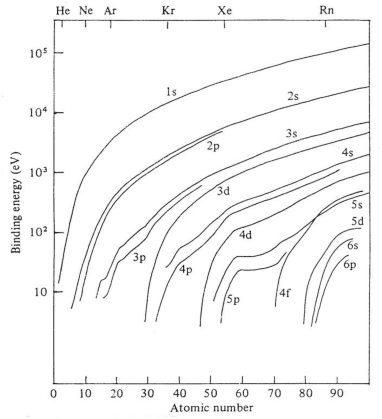 He Ne Ar Kr Xe Rn
10⁵
10⁴
10³
10²
10
Binding energy (eV)
1s
2s
2p
3s
3p
3d
4s
4p
4d
4f
5s
5p
5d
6s
6p
0 10 20 30 40 50 60 70 80 90
Atomic number